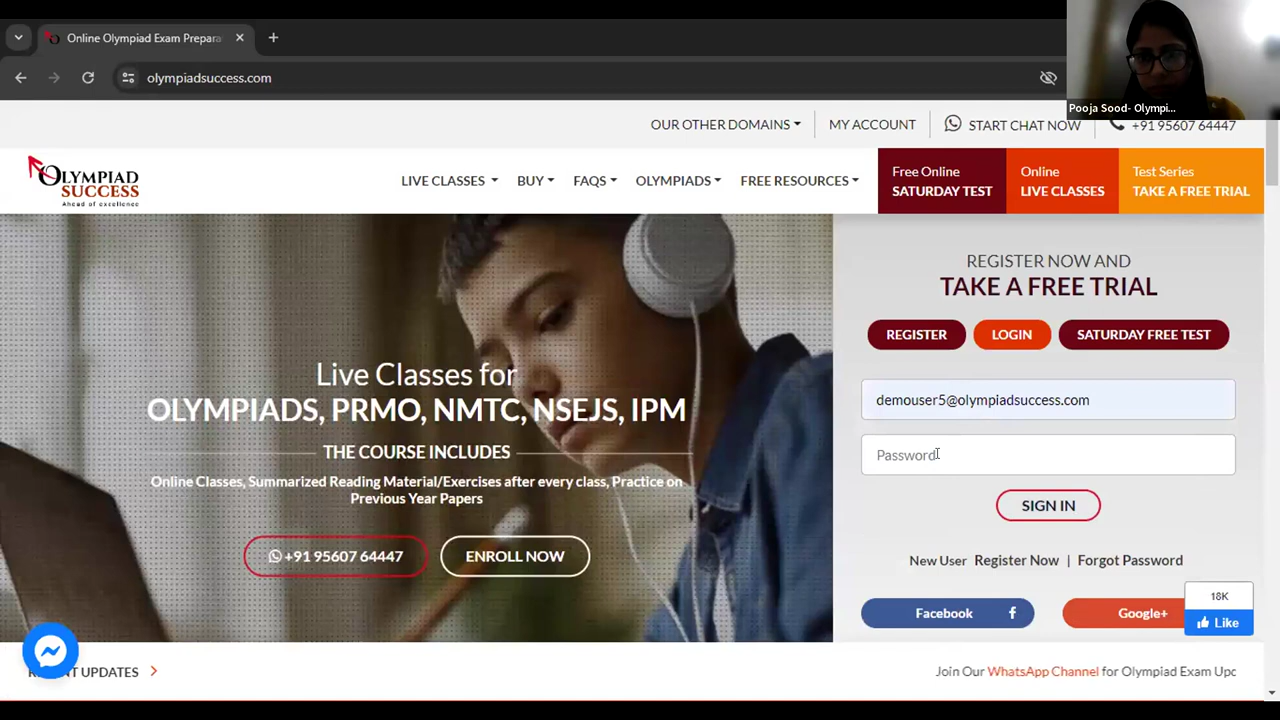 Online Olympiad Exam Prepara
olympiadsuccess.com
Pooja Sood- Olympi...
OUR OTHER DOMAINS
MY ACCOUNT
START CHAT NOW
+91 95607 64447
OLYMPIAD
SUCCESS
Ahead of excellence
LIVE CLASSES
BUY
FAQS
OLYMPIADS
FREE RESOURCES
Free Online
SATURDAY TEST
Online
LIVE CLASSES
Test Series
TAKE A FREE TRIAL
Live Classes for
OLYMPIADS, PRMO, NMTC, NSEJS, IPM
THE COURSE INCLUDES
Online Classes, Summarized Reading Material/Exercises after every class, Practice on
Previous Year Papers
+91 95607 64447
ENROLL NOW
REGISTER NOW AND
TAKE A FREE TRIAL
REGISTER
LOGIN
SATURDAY FREE TEST
demouser5@olympiadsuccess.com
Password
SIGN IN
New User Register Now | Forgot Password
Facebook f
Google+
18K
Like
UPDATES
Join Our WhatsApp Channel for Olympiad Exam Upc